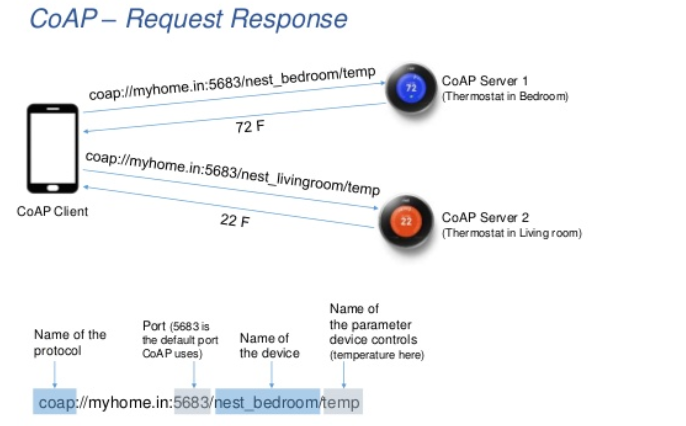 CoAP – Request Response
coap://myhome.in:5683/nest_bedroom/temp
72
CoAP Server 1
(Thermostat in Bedroom)
72 F
coap://myhome.in:5683/nest_livingroom/temp
CoAP Client
22 F
22
CoAP Server 2
(Thermostat in Living room)
Name of the
protocol
Port (5683 is
the default port
CoAP uses)
Name of
the device
Name of
the parameter
device controls
(temperature here)
coap://myhome.in:5683/nest_bedroom/temp